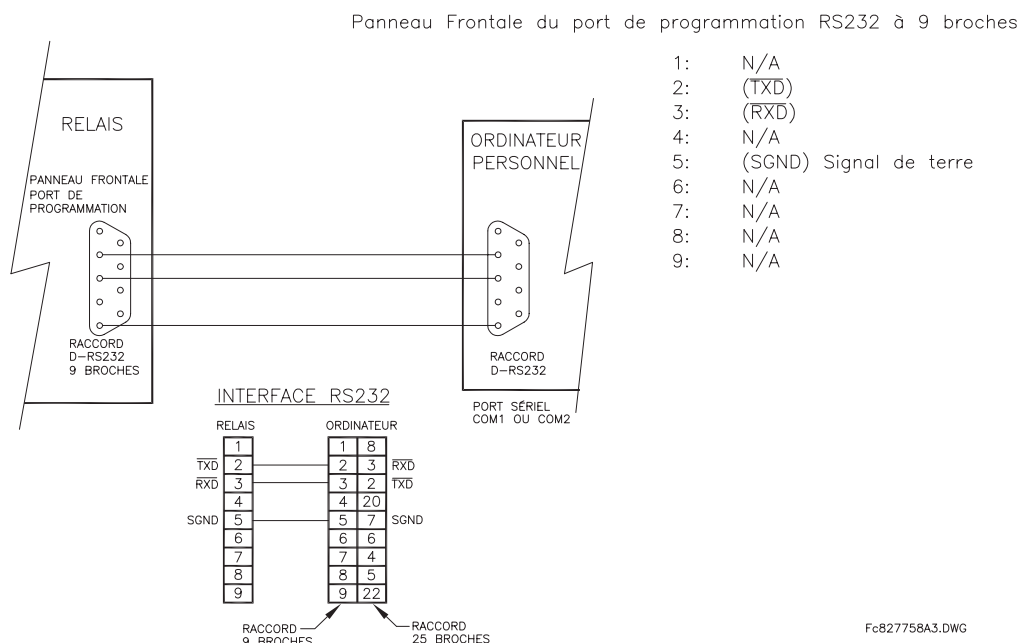 Panneau Frontale du port de programmation RS232 à 9 broches
1: N/A
2: (TXD)
3: (RXD)
4: N/A
5: (SGND) Signal de terre
6: N/A
7: N/A
8: N/A
9: N/A
RELAIS
PANNEAU FRONTALE
PORT DE
PROGRAMMATION
RACCORD
D-RS232
9 BROCHES
ORDINATEUR
PERSONNEL
RACCORD
D-RS232
PORT SÉRIEL
COM1 OU COM2
INTERFACE RS232
RELAIS ORDINATEUR
1 1 8
TXD 2 2 3 RXD
RXD 3 3 2 TXD
4 4 20
SGND 5 5 7 SGND
6 6 6
7 7 4
8 8 5
9 9 22
RACCORD
9 BROCHES
RACCORD
25 BROCHES
Fc827758A3.DWG